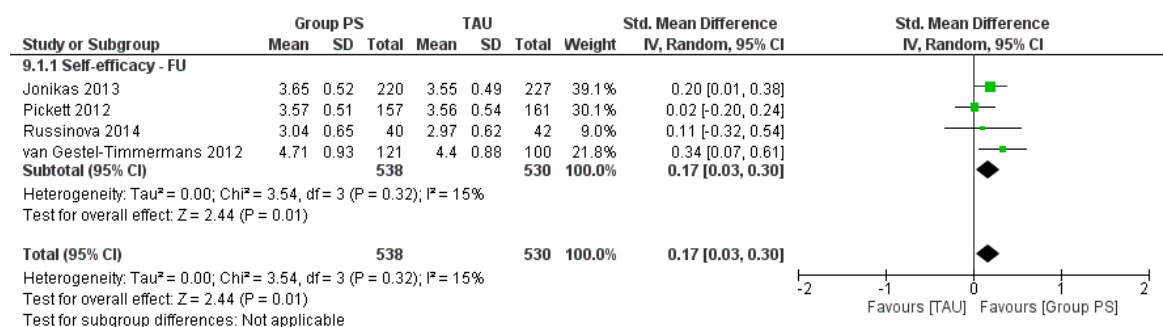 Group PS TAU Std. Mean Difference Std. Mean Difference
Study or Subgroup Mean SD Total Mean SD Total Weight IV, Random, 95% CI IV, Random, 95% CI
9.1.1 Self-efficacy - FU
Jonikas 2013 3.65 0.52 220 3.55 0.49 227 39.1% 0.20 [0.01, 0.38]
Pickett 2012 3.57 0.51 157 3.56 0.54 161 30.1% 0.02 [-0.20, 0.24]
Russinova 2014 3.04 0.65 40 2.97 0.62 42 9.0% 0.11 [-0.32, 0.54]
van Gestel-Timmermans 2012 4.71 0.93 121 4.4 0.88 100 21.8% 0.34 [0.07, 0.61]
Subtotal (95% CI) 538 530 100.0% 0.17 [0.03, 0.30]
Heterogeneity: Tau² = 0.00; Chi² = 3.54, df = 3 (P = 0.32); I² = 15%
Test for overall effect: Z = 2.44 (P = 0.01)
Total (95% CI) 538 530 100.0% 0.17 [0.03, 0.30]
Heterogeneity: Tau² = 0.00; Chi² = 3.54, df = 3 (P = 0.32); I² = 15%
Test for overall effect: Z = 2.44 (P = 0.01)
Test for subgroup differences: Not applicable
-2 -1 0 1 2
Favours [TAU] Favours [Group PS]